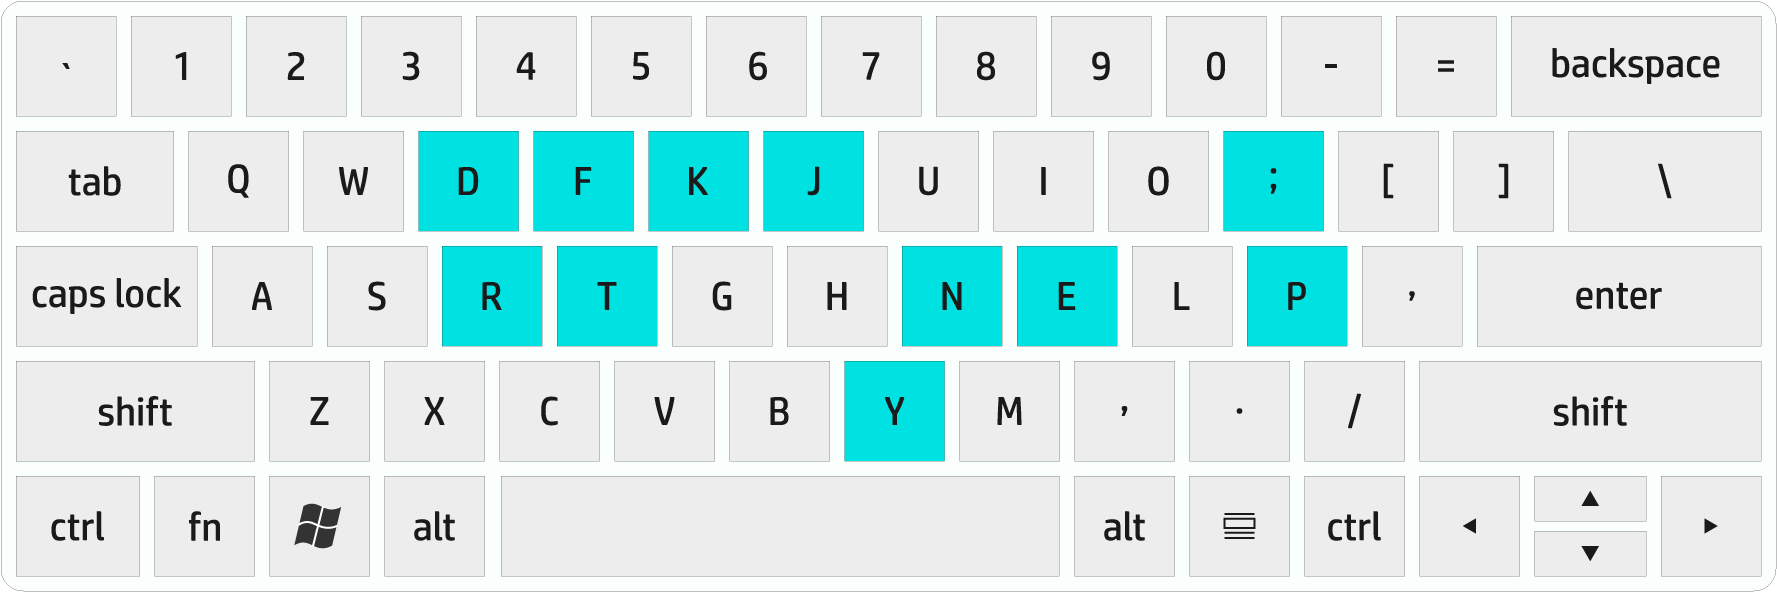 ` 1 2 3 4 5 6 7 8 9 0 - = backspace
tab Q W D F K J U I O ; [ ] \
caps lock A S R T G H N E L P , enter
shift Z X C V B Y M , . / shift
ctrl fn alt alt ctrl